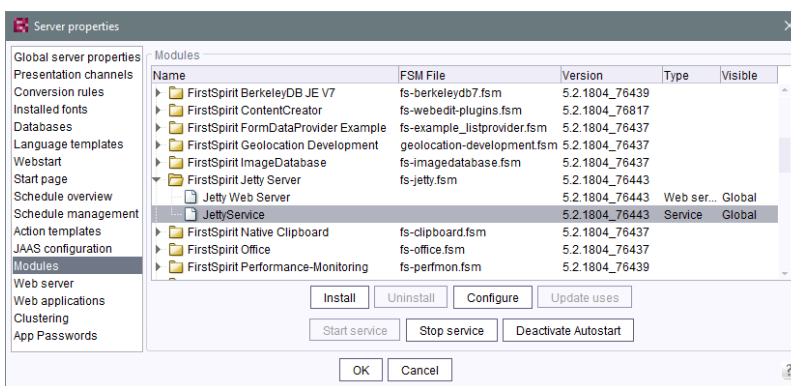 Server properties
Global server properties
Presentation channels
Conversion rules
Installed fonts
Databases
Language templates
Webstart
Start page
Schedule overview
Schedule management
Action templates
JAAS configuration
Modules
Web server
Web applications
Clustering
App Passwords
Modules
Name FSM File Version Type Visible
FirstSpirit BerkeleyDB JE V7 fs-berkeleydb7.fsm 5.2.1804_76439
FirstSpirit ContentCreator fs-webedit-plugins.fsm 5.2.1804_76817
FirstSpirit FormDataProvider Example fs-example_listprovider.fsm 5.2.1804_76437
FirstSpirit Geolocation Development geolocation-development.fsm 5.2.1804_76437
FirstSpirit ImageDatabase fs-imagedatabase.fsm 5.2.1804_76437
FirstSpirit Jetty Server fs-jetty.fsm 5.2.1804_76443
Jetty Web Server 5.2.1804_76443 Web ser... Global
JettyService 5.2.1804_76443 Service Global
FirstSpirit Native Clipboard fs-clipboard.fsm 5.2.1804_76437
FirstSpirit Office fs-office.fsm 5.2.1804_76437
FirstSpirit Performance-Monitoring fs-perfmon.fsm 5.2.1804_76439
Install Uninstall Configure Update uses
Start service Stop service Deactivate Autostart
OK Cancel
?